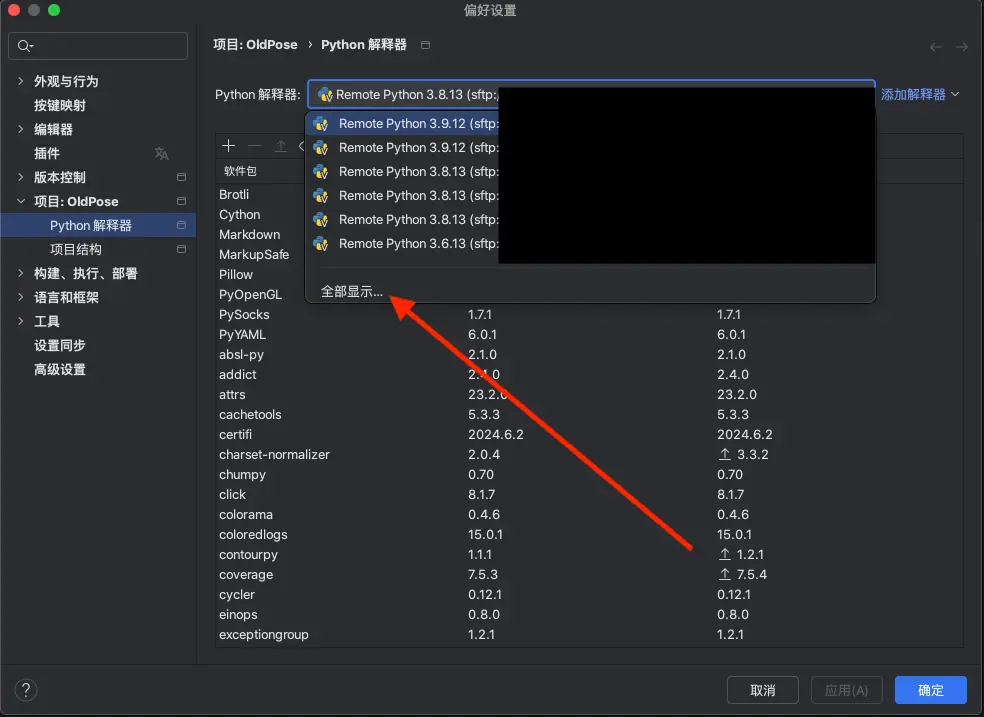 偏好设置
项目: OldPose › Python 解释器
外观与行为
按键映射
编辑器
插件
版本控制
项目: OldPose
Python 解释器
项目结构
构建、执行、部署
语言和框架
工具
设置同步
高级设置
Python 解释器: Remote Python 3.8.13 (sftp: 添加解释器
Remote Python 3.9.12 (sftp:
Remote Python 3.9.12 (sftp:
Remote Python 3.8.13 (sftp:
Remote Python 3.8.13 (sftp:
Remote Python 3.8.13 (sftp:
Remote Python 3.6.13 (sftp:
全部显示...
软件包
Brotli
Cython
Markdown
MarkupSafe
Pillow
PyOpenGL
PySocks 1.7.1 1.7.1
PyYAML 6.0.1 6.0.1
absl-py 2.1.0 2.1.0
addict 2.4.0 2.4.0
attrs 23.2.0 23.2.0
cachetools 5.3.3 5.3.3
certifi 2024.6.2 2024.6.2
charset-normalizer 2.0.4 3.3.2
chumpy 0.70 0.70
click 8.1.7 8.1.7
colorama 0.4.6 0.4.6
coloredlogs 15.0.1 15.0.1
contourpy 1.1.1 1.2.1
coverage 7.5.3 7.5.4
cycler 0.12.1 0.12.1
einops 0.8.0 0.8.0
exceptiongroup 1.2.1 1.2.1
? 取消 应用(A) 确定